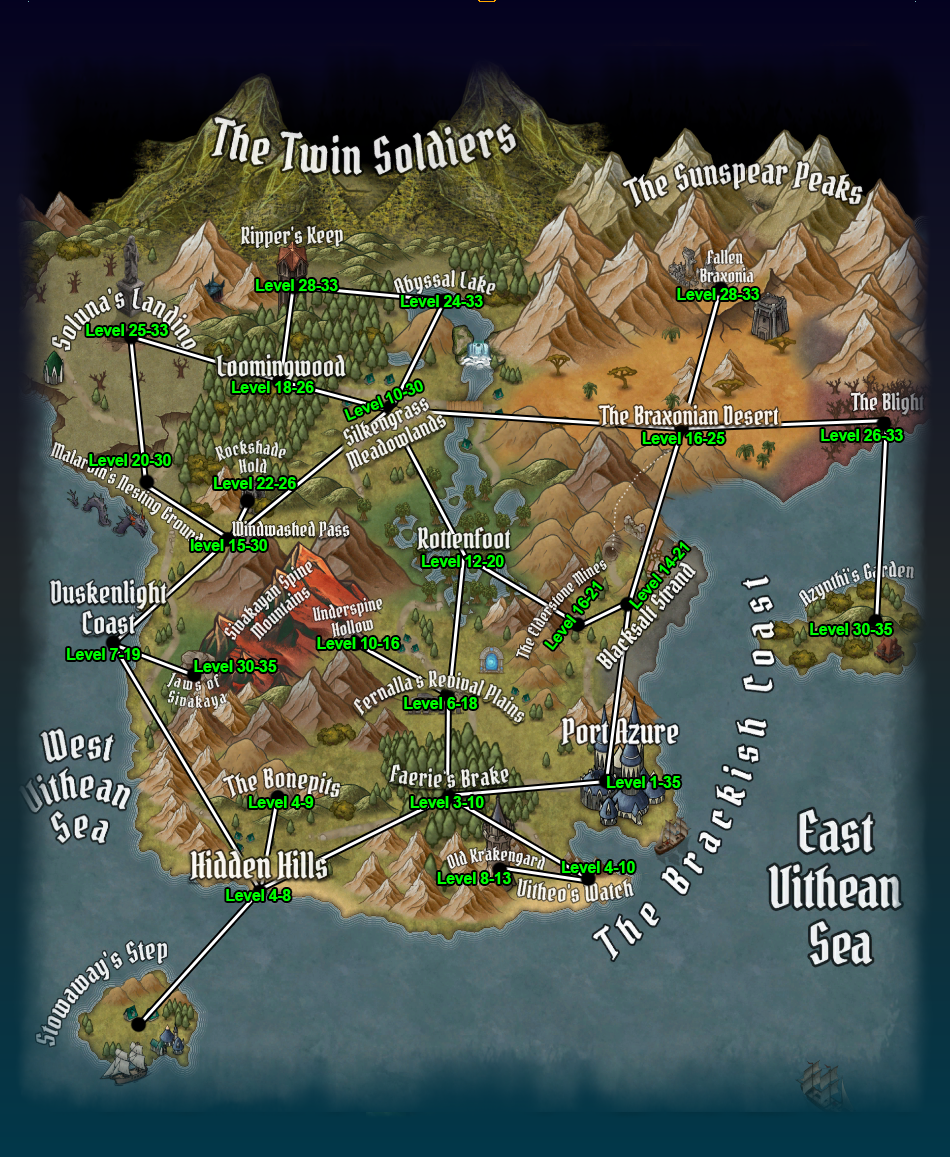 The Twin Soldiers
The Sunspear Peaks
Ripper's Keep
Level 28-33
Abyssal Lake
Level 24-33
Fallen
Braxonia
Level 28-33
Soluna's Landing
Level 25-33
Loomingwood
Level 18-26
Level 10-30
Silkengrass
Meadowlands
The Braxonian Desert
Level 16-25
The Blight
Level 26-33
Level 20-30
Malaroth's Nesting Grounds
Rockshade
Hold
Level 22-26
Windwashed Pass
level 15-30
Rottenfoot
Level 12-20
The Elderstone Mines
Level 16-21
Level 14-21
Blacksalt Strand
Azynthi's Garden
Level 30-35
Duskenlight
Coast
Level 7-19
Sivakayan Spine
Mountains
Underspine
Hollow
Level 10-16
Level 30-35
Jaws of
Sivakaya
Fernalla's Revival Plains
Level 6-18
Port Azure
Level 1-35
The Brackish Coast
West
Vithean
Sea
The Bonepits
Level 4-9
Faerie's Brake
Level 3-10
Hidden Hills
Level 4-8
Old Krakengard
Level 8-13
Level 4-10
Vitheo's Watch
East
Vithean
Sea
Stowaway's Step